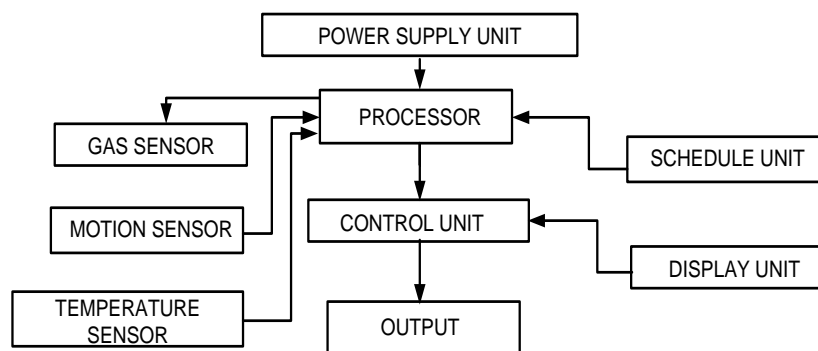 POWER SUPPLY UNIT
PROCESSOR
GAS SENSOR
SCHEDULE UNIT
MOTION SENSOR
CONTROL UNIT
DISPLAY UNIT
TEMPERATURE
SENSOR
OUTPUT